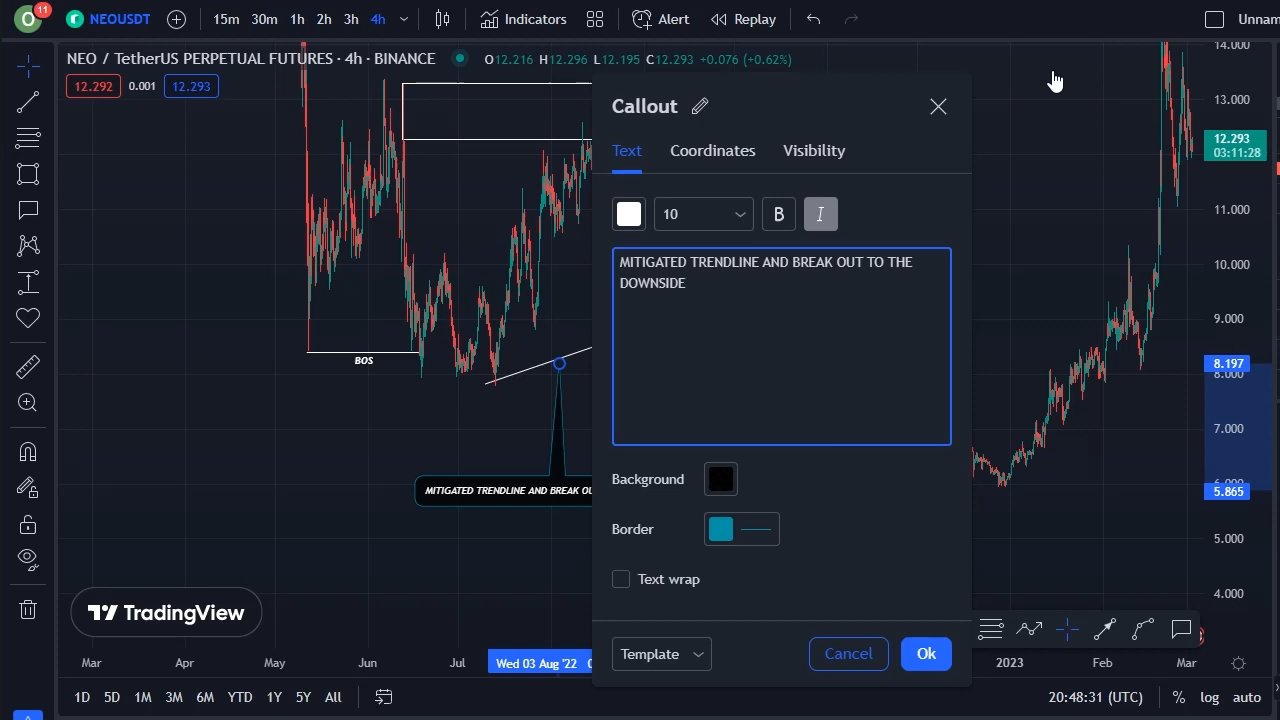 O 11 NEOUSDT 15m 30m 1h 2h 3h 4h Indicators Alert Replay Unnam
NEO / TetherUS PERPETUAL FUTURES · 4h · BINANCE O12.216 H12.296 L12.195 C12.293 +0.076 (+0.62%)
12.292 0.001 12.293
Callout
Text Coordinates Visibility
10 B I
MITIGATED TRENDLINE AND BREAK OUT TO THE
DOWNSIDE
BOS
MITIGATED TRENDLINE AND BREAK OU
Background
Border
Text wrap
Template Cancel Ok
TradingView
14.000
13.000
12.293
03:11:28
11.000
10.000
9.000
8.197
8.000
7.000
6.000
5.865
5.000
4.000
Mar Apr May Jun Jul Wed 03 Aug '22 0 2023 Feb Mar
1D 5D 1M 3M 6M YTD 1Y 5Y All 20:48:31 (UTC) % log auto